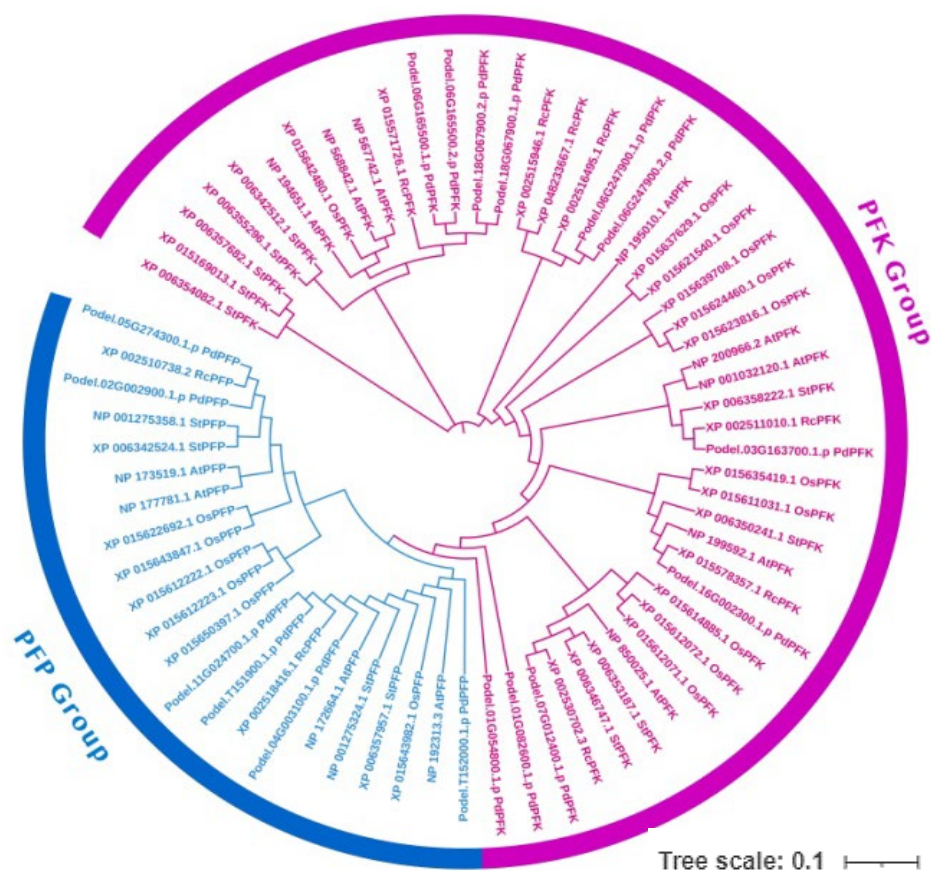 XP 006354082.1 StPFK
XP 015169013.1 StPFK
XP 006357682.1 StPFK
XP 006355296.1 StPFK
XP 006342512.1 StPFK
NP 194651.1 AtPFK
XP 015642480.1 OsPFK
NP 568842.1 AtPFK
NP 567742.1 AtPFK
XP 015571726.1 RcPFK
Podel.06G165500.1.p PdPFK
Podel.06G165500.2.p PdPFK
Podel.18G067900.2.p PdPFK
Podel.18G067900.1.p PdPFK
XP 002515946.1 RcPFK
XP 048233667.1 RcPFK
XP 002516495.1 RcPFK
Podel.06G247900.1.p PdPFK
Podel.06G247900.2.p PdPFK
NP 195010.1 AtPFK
XP 015637629.1 OsPFK
XP 015621540.1 OsPFK
XP 015639708.1 OsPFK
XP 015624460.1 OsPFK
XP 015623816.1 OsPFK
NP 200966.2 AtPFK
NP 001032120.1 AtPFK
XP 006358222.1 StPFK
XP 002511010.1 RcPFK
Podel.03G163700.1.p PdPFK
XP 015635419.1 OsPFK
XP 015611031.1 OsPFK
XP 006350241.1 StPFK
NP 199592.1 AtPFK
XP 015578357.1 RcPFK
Podel.16G002300.1.p PdPFK
XP 015614885.1 OsPFK
XP 015612072.1 OsPFK
XP 015612071.1 OsPFK
NP 850025.1 AtPFK
XP 006353187.1 StPFK
XP 006346747.1 StPFK
XP 002530702.3 RcPFK
Podel.07G012400.1.p PdPFK
Podel.01G082600.1.p PdPFK
Podel.01G054800.1.p PdPFK
Podel.T152000.1.p PdPFP
NP 192313.3 AtPFP
XP 015643982.1 OsPFP
XP 006357957.1 StPFP
NP 001275324.1 StPFP
NP 172664.1 AtPFP
Podel.04G003100.1.p PdPFP
XP 002518416.1 RcPFP
Podel.T151900.1.p PdPFP
Podel.11G024700.1.p PdPFP
XP 015650397.1 OsPFP
XP 015612223.1 OsPFP
XP 015612222.1 OsPFP
XP 015643847.1 OsPFP
XP 015622692.1 OsPFP
NP 177781.1 AtPFP
NP 173519.1 AtPFP
XP 006342524.1 StPFP
NP 001275358.1 StPFP
Podel.02G002900.1.p PdPFP
XP 002510738.2 RcPFP
Podel.05G274300.1.p PdPFP
PFK Group
PFP Group
Tree scale: 0.1